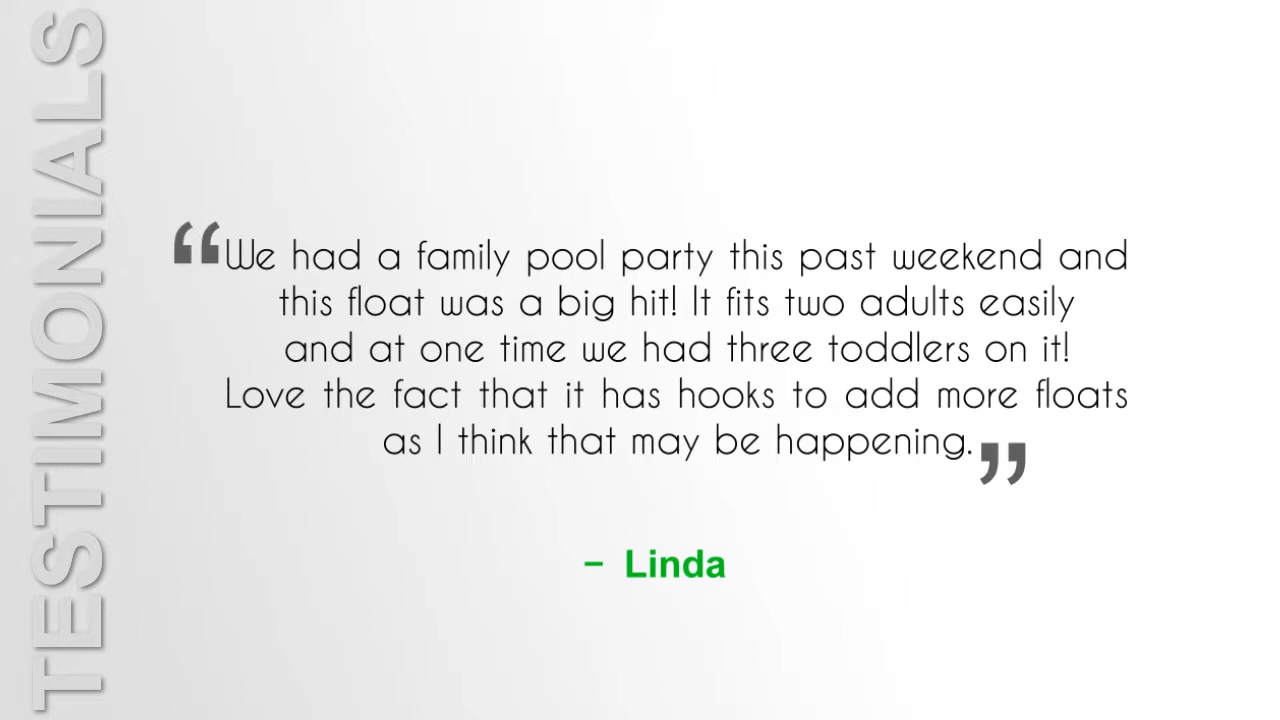 TESTIMONIALS
“We had a family pool party this past weekend and
this float was a big hit! It fits two adults easily
and at one time we had three toddlers on it!
Love the fact that it has hooks to add more floats
as I think that may be happening.”
– Linda